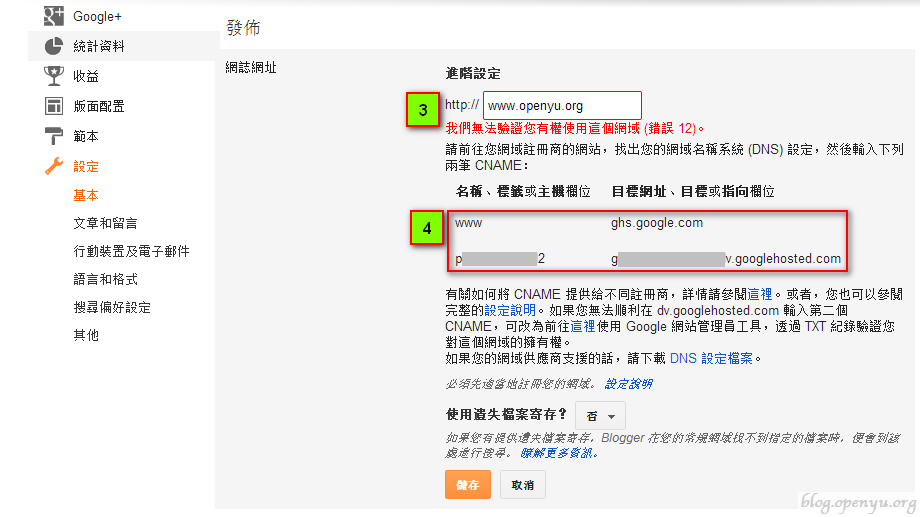 Google+
統計資料
收益
版面配置
範本
設定
基本
文章和留言
行動裝置及電子郵件
語言和格式
搜尋偏好設定
其他
發佈
網誌網址
進階設定
3
http:// www.openyu.org
我們無法驗證您有權使用這個網域 (錯誤 12)。
請前往您網域註冊商的網站，找出您的網域名稱系統 (DNS) 設定，然後輸入下列
兩筆 CNAME：
名稱、標籤或主機欄位 目標網址、目標或指向欄位
4
www ghs.google.com
p 2 g v.googlehosted.com
有關如何將 CNAME 提供給不同註冊商，詳情請參閱這裡。或者，您也可以參閱
完整的設定說明。如果您無法順利在 dv.googlehosted.com 輸入第二個
CNAME，可改為前往這裡使用 Google 網站管理員工具，透過 TXT 紀錄驗證您
對這個網域的擁有權。
如果您的網域供應商支援的話，請下載 DNS 設定檔案。
必須先適當地註冊您的網域。 設定說明
使用遺失檔案寄存？ 否
如果您有提供遺失檔案寄存，Blogger 在您的常規網域找不到指定的檔案時，便會到該
處進行搜尋。瞭解更多資訊。
儲存 取消
blog.openyu.org